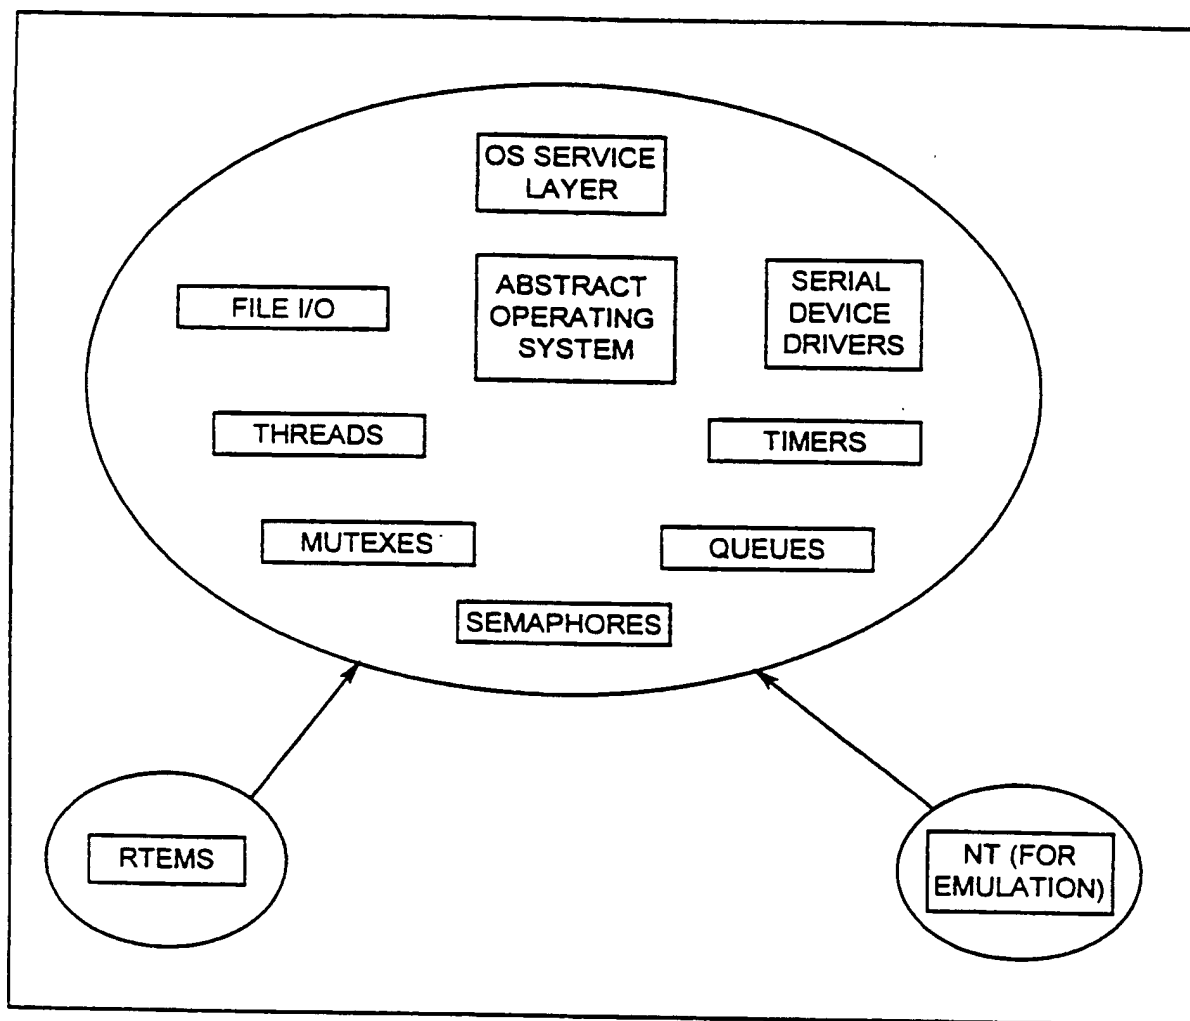 OS SERVICE
LAYER
FILE I/O
ABSTRACT
OPERATING
SYSTEM
SERIAL
DEVICE
DRIVERS
THREADS
TIMERS
MUTEXES
QUEUES
SEMAPHORES
RTEMS
NT (FOR
EMULATION)